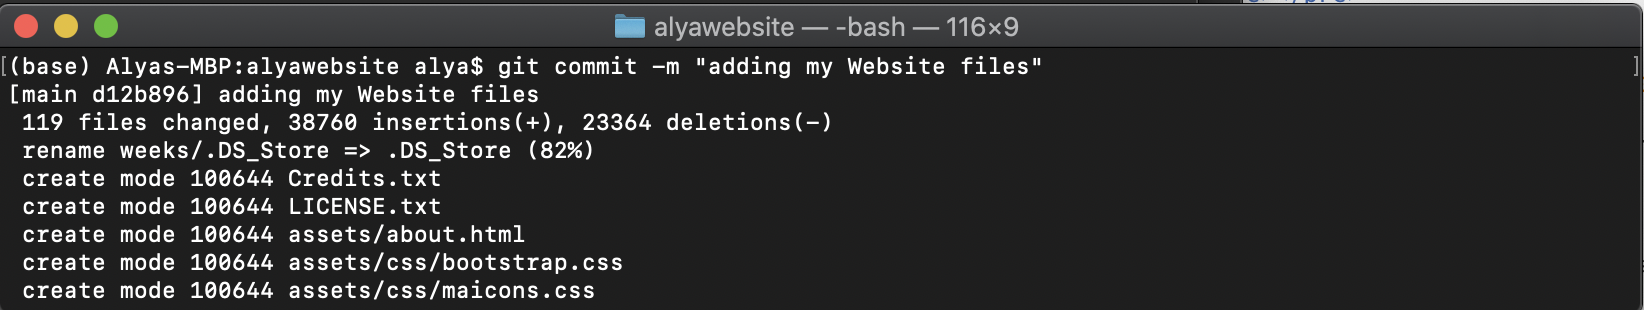 alyawebsite — -bash — 116×9
[(base) Alyas-MBP:alyawebsite alya$ git commit -m "adding my Website files" ]
[main d12b896] adding my Website files
 119 files changed, 38760 insertions(+), 23364 deletions(-)
 rename weeks/.DS_Store => .DS_Store (82%)
 create mode 100644 Credits.txt
 create mode 100644 LICENSE.txt
 create mode 100644 assets/about.html
 create mode 100644 assets/css/bootstrap.css
 create mode 100644 assets/css/maicons.css